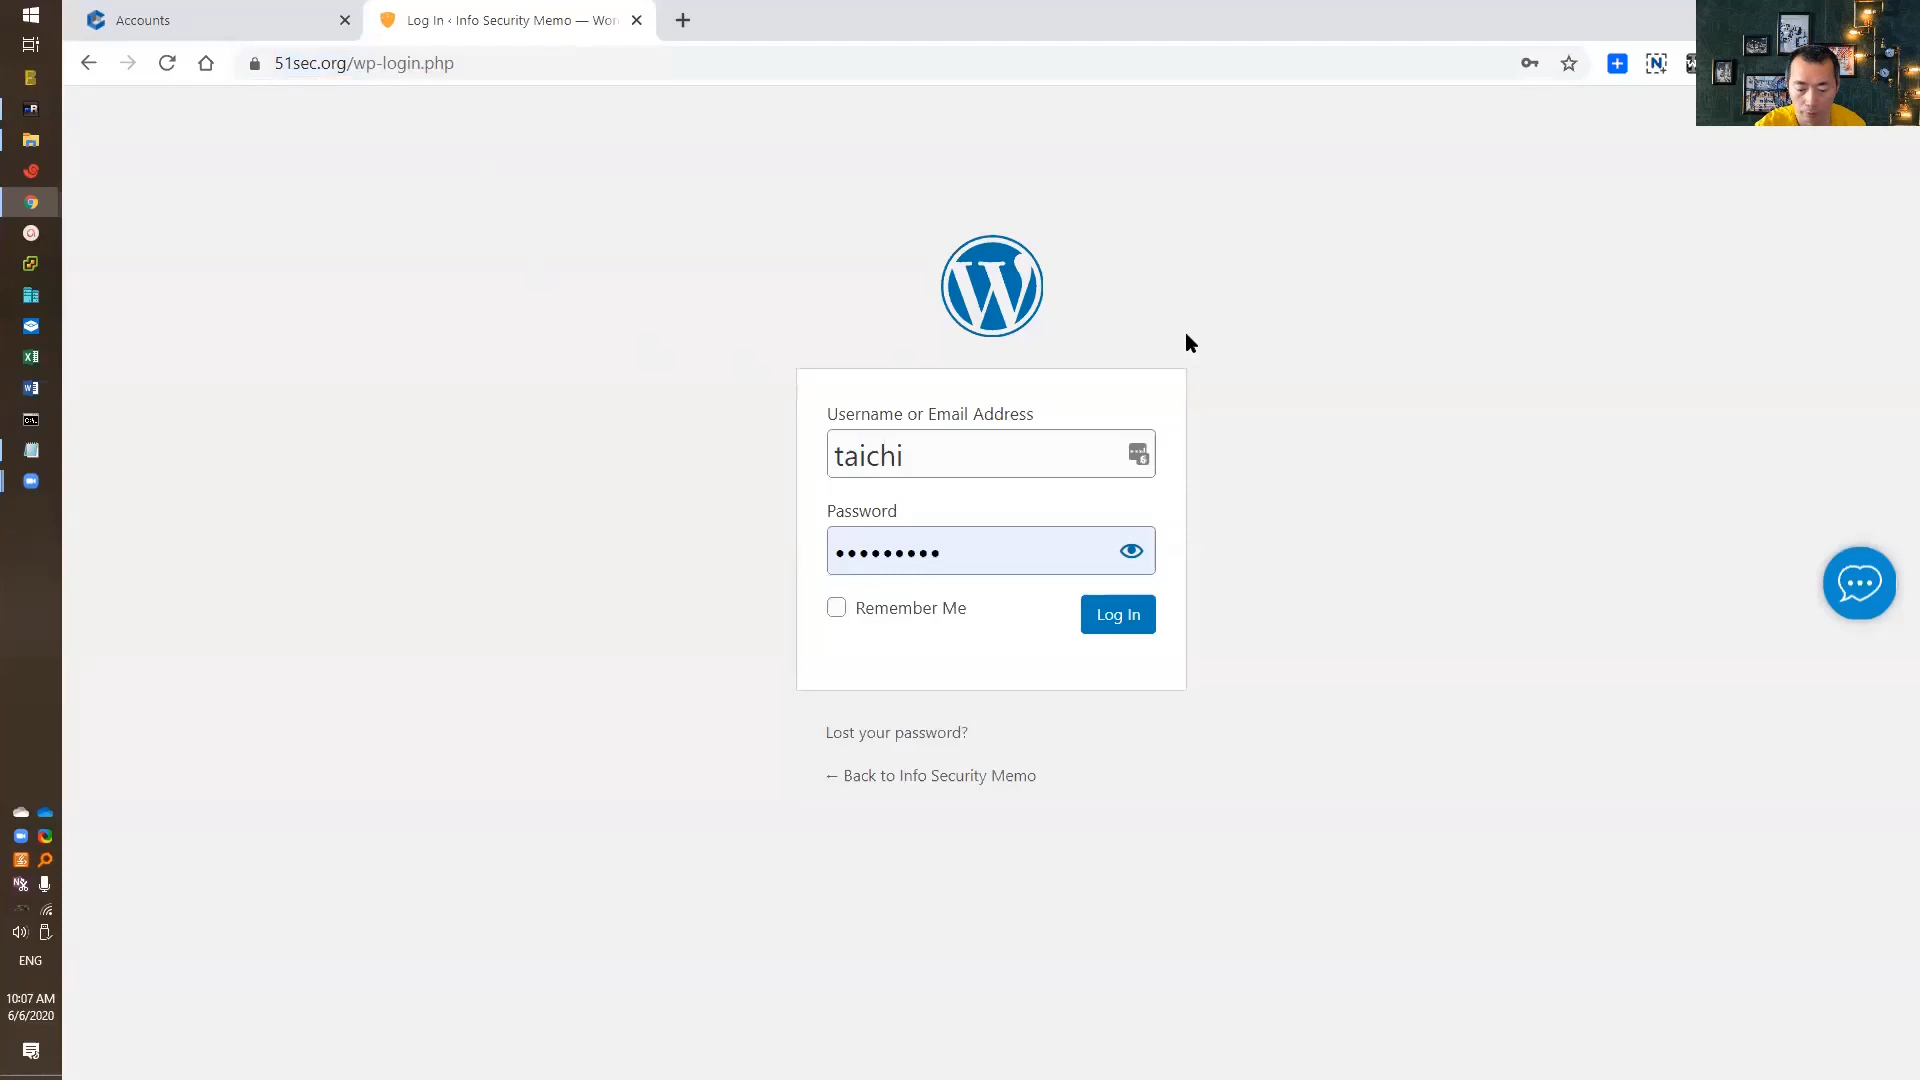 Accounts
Log In ‹ Info Security Memo — Wor
51sec.org/wp-login.php
Username or Email Address
taichi
Password
Remember Me
Log In
Lost your password?
← Back to Info Security Memo
ENG
10:07 AM
6/6/2020